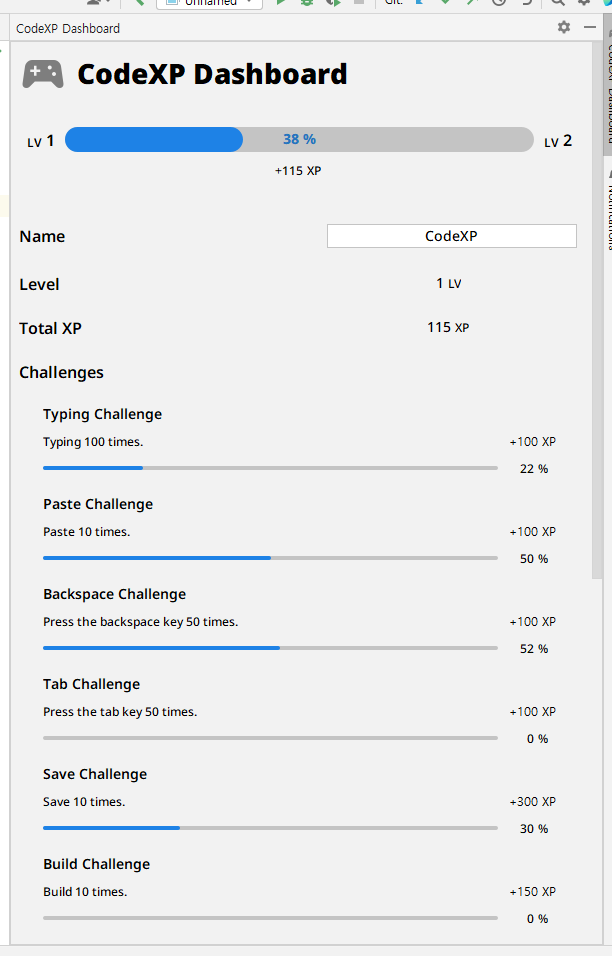 Unnamed
Git:
CodeXP Dashboard
CodeXP Dashboard
LV 1
38 %
LV 2
+115 XP
Name
CodeXP
Level
1 LV
Total XP
115 XP
Challenges
Typing Challenge
Typing 100 times.
+100 XP
22 %
Paste Challenge
Paste 10 times.
+100 XP
50 %
Backspace Challenge
Press the backspace key 50 times.
+100 XP
52 %
Tab Challenge
Press the tab key 50 times.
+100 XP
0 %
Save Challenge
Save 10 times.
+300 XP
30 %
Build Challenge
Build 10 times.
+150 XP
0 %